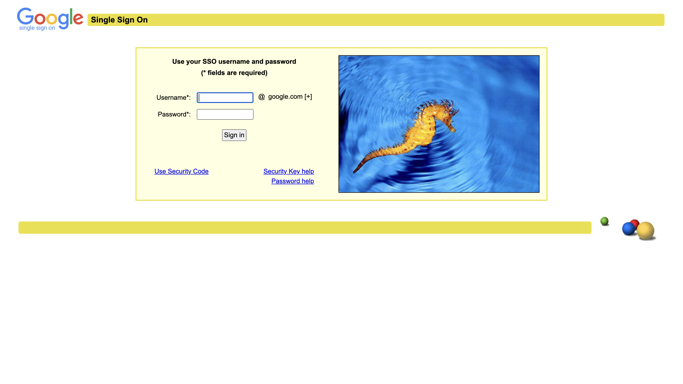 Google Single Sign On
single sign on
Use your SSO username and password
(* fields are required)
Username*: @ google.com [+]
Password*:
Sign in
Use Security Code Security Key help
Password help